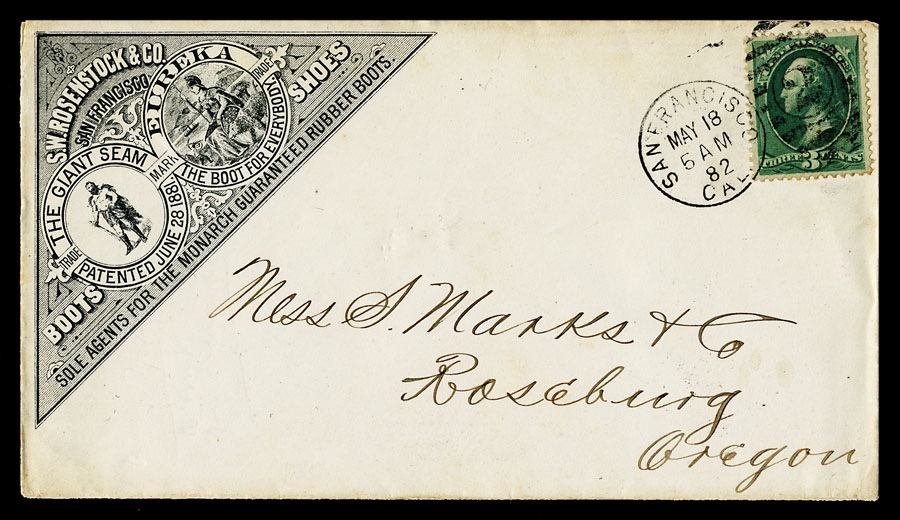 S.W. ROSENSTOCK & CO.
SAN FRANCISCO
EUREKA
THE BOOT FOR EVERYBODY
TRADE MARK
SHOES
THE GIANT SEAM
PATENTED JUNE 28 1881
TRADE
BOOTS
SOLE AGENTS FOR THE MONARCH GUARANTEED RUBBER BOOTS.
SAN FRANCISCO
MAY 18
5 AM
82
CAL
3
CENTS
Mess S. Marks & Co
Roseburg
Oregon